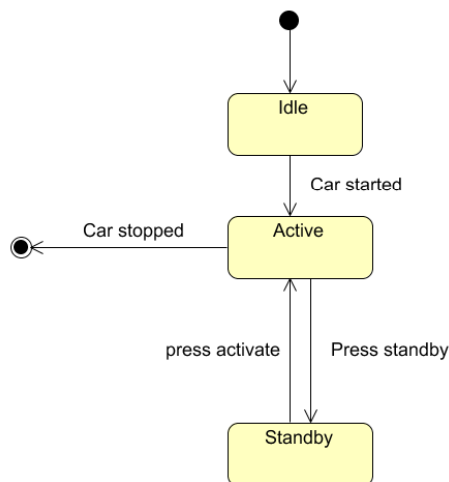 Idle
Car started
Car stopped
Active
press activate
Press standby
Standby